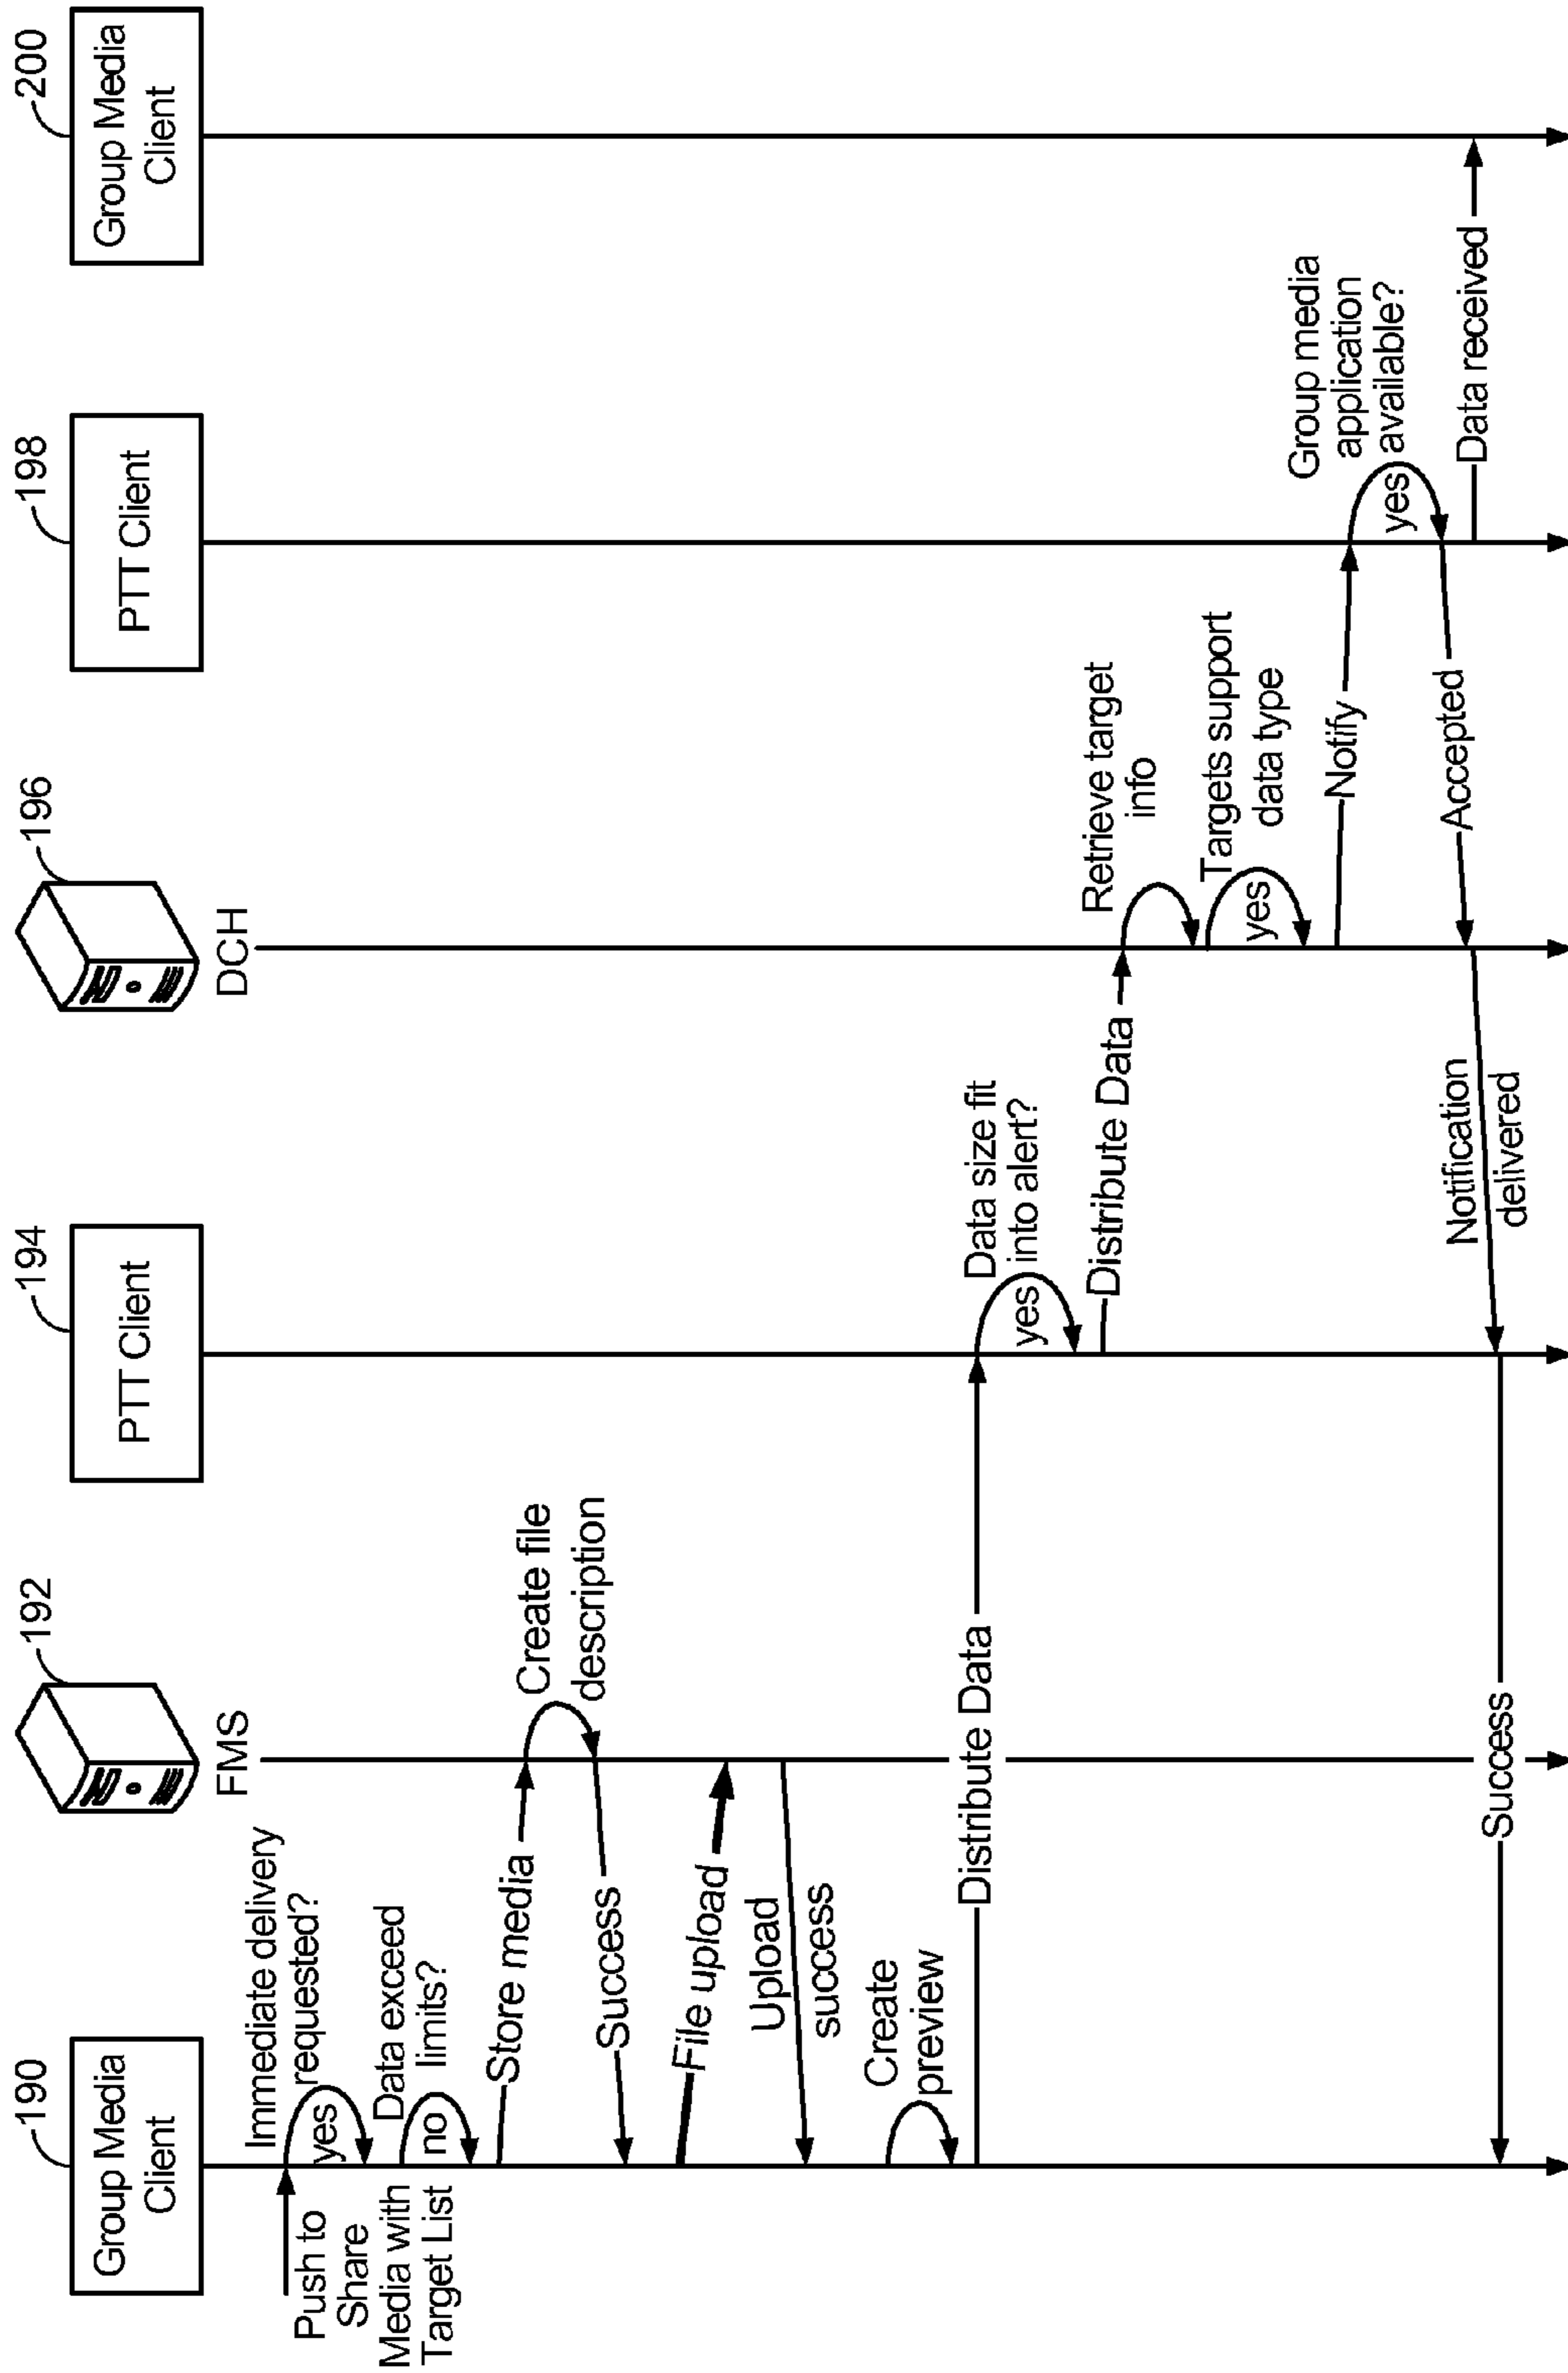 190
Group Media
Client
192
FMS
194
PTT Client
196
DCH
198
PTT Client
200
Group Media
Client
Push to
Share
Media with
Target List
Immediate delivery
requested?
yes
Data exceed
limits?
no
Store media
Create file
description
Success
File upload
Upload
success
Create
preview
Distribute Data
Data size fit
into alert?
yes
Distribute Data
Retrieve target
info
Targets support
data type
yes
Notify
Group media
application
available?
yes
Accepted
Data received
Notification
delivered
Success